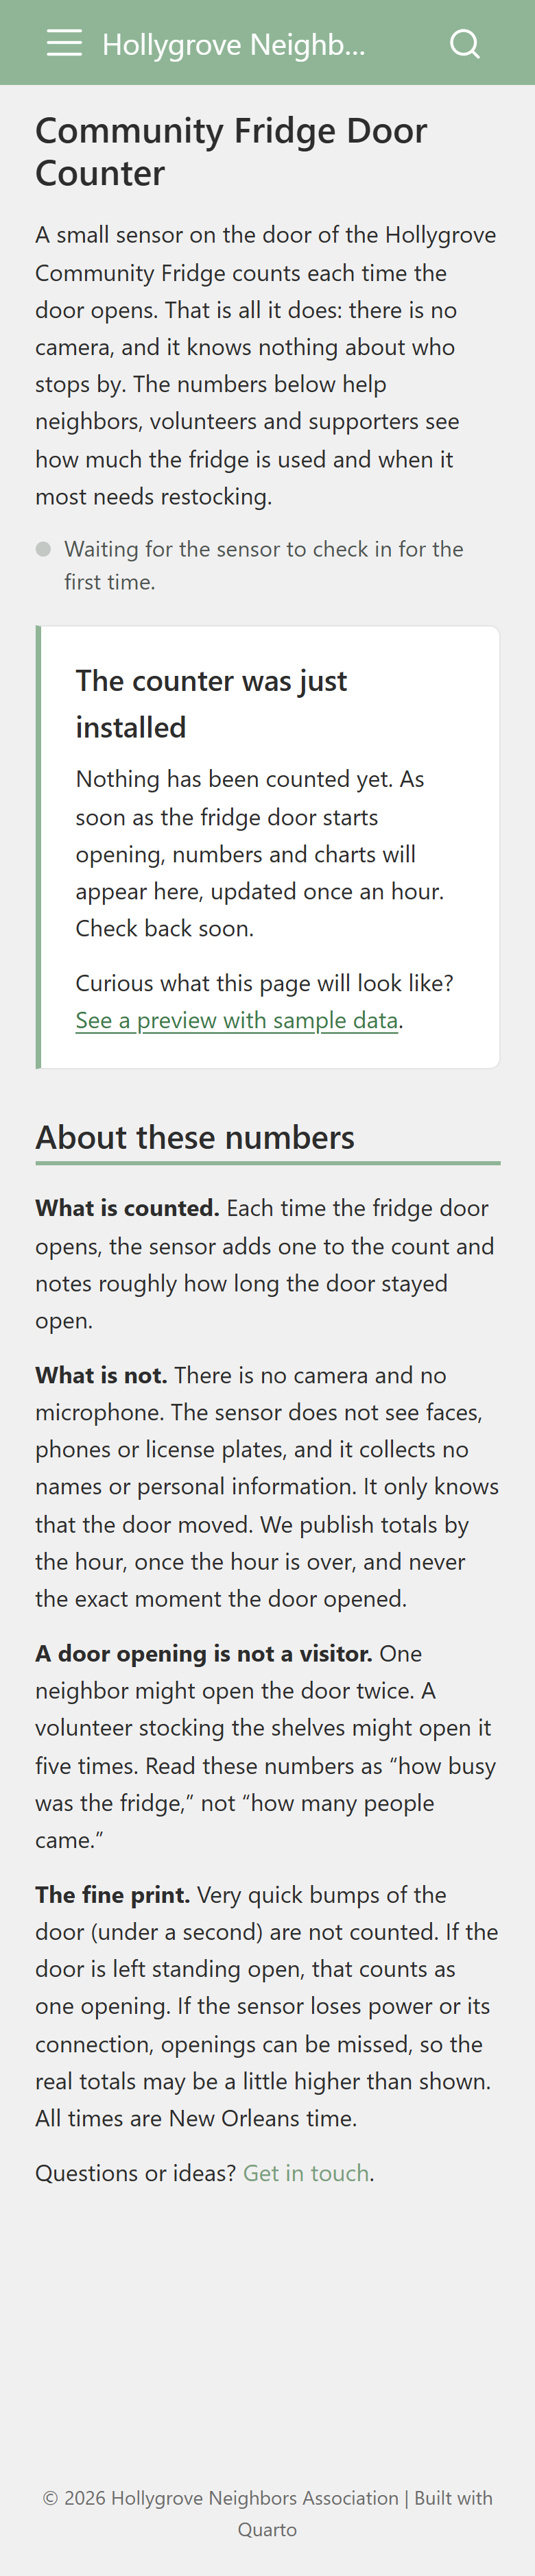 Hollygrove Neighb...
Community Fridge Door
Counter
A small sensor on the door of the Hollygrove
Community Fridge counts each time the
door opens. That is all it does: there is no
camera, and it knows nothing about who
stops by. The numbers below help
neighbors, volunteers and supporters see
how much the fridge is used and when it
most needs restocking.
Waiting for the sensor to check in for the
first time.
The counter was just
installed
Nothing has been counted yet. As
soon as the fridge door starts
opening, numbers and charts will
appear here, updated once an hour.
Check back soon.
Curious what this page will look like?
See a preview with sample data.
About these numbers
What is counted. Each time the fridge door
opens, the sensor adds one to the count and
notes roughly how long the door stayed
open.
What is not. There is no camera and no
microphone. The sensor does not see faces,
phones or license plates, and it collects no
names or personal information. It only knows
that the door moved. We publish totals by
the hour, once the hour is over, and never
the exact moment the door opened.
A door opening is not a visitor. One
neighbor might open the door twice. A
volunteer stocking the shelves might open it
five times. Read these numbers as “how busy
was the fridge,” not “how many people
came.”
The fine print. Very quick bumps of the
door (under a second) are not counted. If the
door is left standing open, that counts as
one opening. If the sensor loses power or its
connection, openings can be missed, so the
real totals may be a little higher than shown.
All times are New Orleans time.
Questions or ideas? Get in touch.
© 2026 Hollygrove Neighbors Association | Built with
Quarto